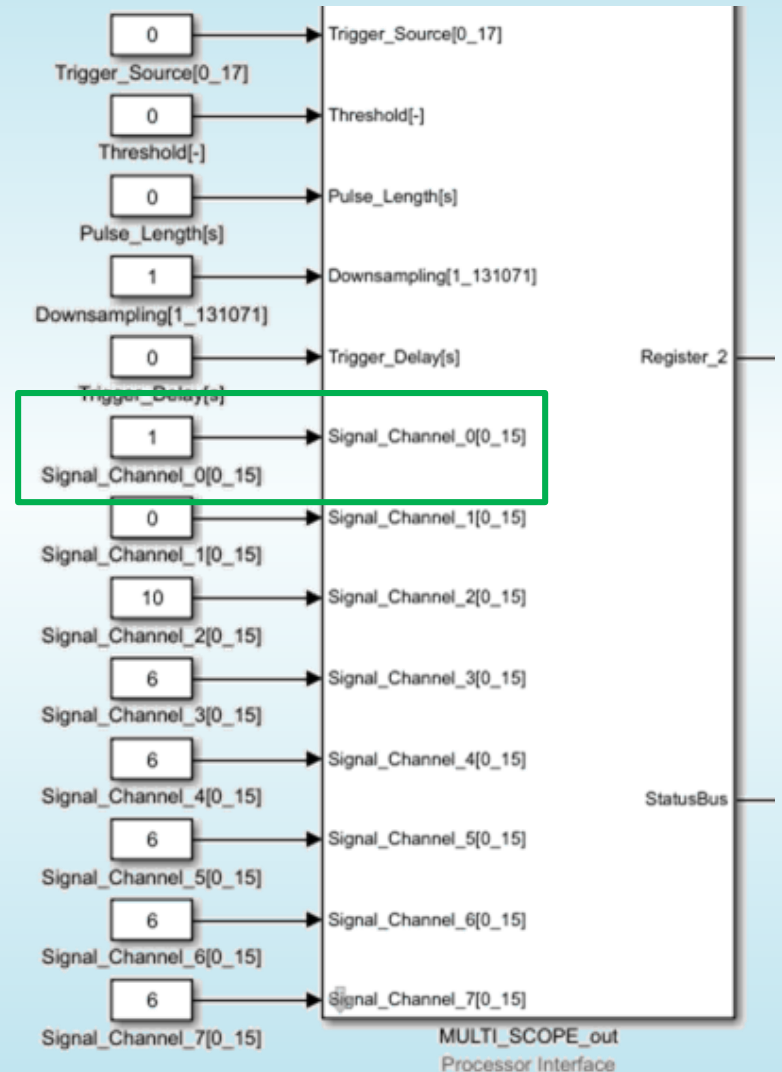 0 Trigger_Source[0_17]
Trigger_Source[0_17]
0 Threshold[-]
Threshold[-]
0 Pulse_Length[s]
Pulse_Length[s]
1 Downsampling[1_131071]
Downsampling[1_131071]
0 Trigger_Delay[s] Register_2
Trigger_Delay[s]
1 Signal_Channel_0[0_15]
Signal_Channel_0[0_15]
0 Signal_Channel_1[0_15]
Signal_Channel_1[0_15]
10 Signal_Channel_2[0_15]
Signal_Channel_2[0_15]
6 Signal_Channel_3[0_15]
Signal_Channel_3[0_15]
6 Signal_Channel_4[0_15]
Signal_Channel_4[0_15]
StatusBus
6 Signal_Channel_5[0_15]
Signal_Channel_5[0_15]
6 Signal_Channel_6[0_15]
Signal_Channel_6[0_15]
6 Signal_Channel_7[0_15]
Signal_Channel_7[0_15]
MULTI_SCOPE_out
Processor Interface